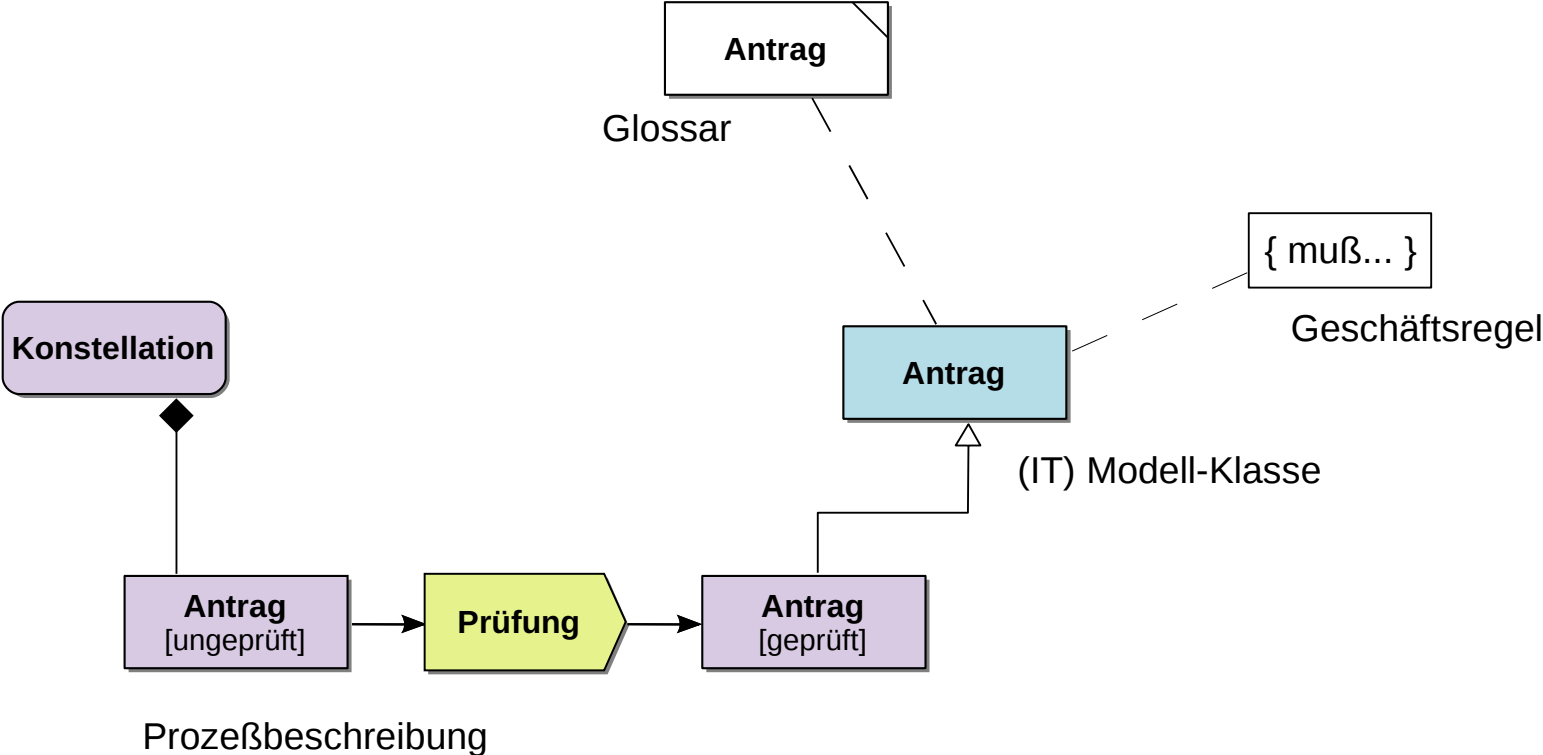 Antrag
Glossar
{ muß... }
Geschäftsregel
Konstellation
Antrag
(IT) Modell-Klasse
Antrag
[ungeprüft]
Prüfung
Antrag
[geprüft]
Prozeßbeschreibung